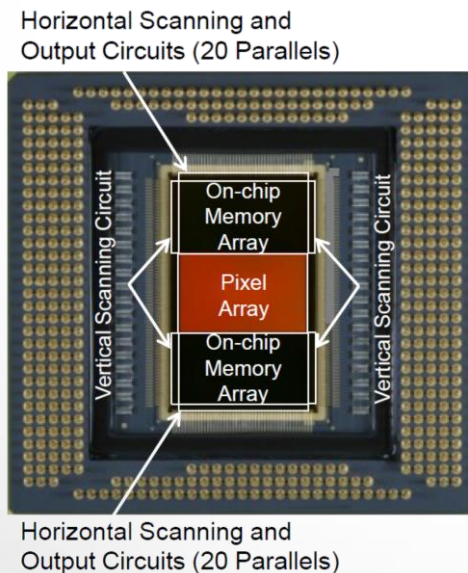 Horizontal Scanning and
Output Circuits (20 Parallels)
On-chip
Memory
Array
Vertical Scanning Circuit
Pixel
Array
Vertical Scanning Circuit
On-chip
Memory
Array
Horizontal Scanning and
Output Circuits (20 Parallels)